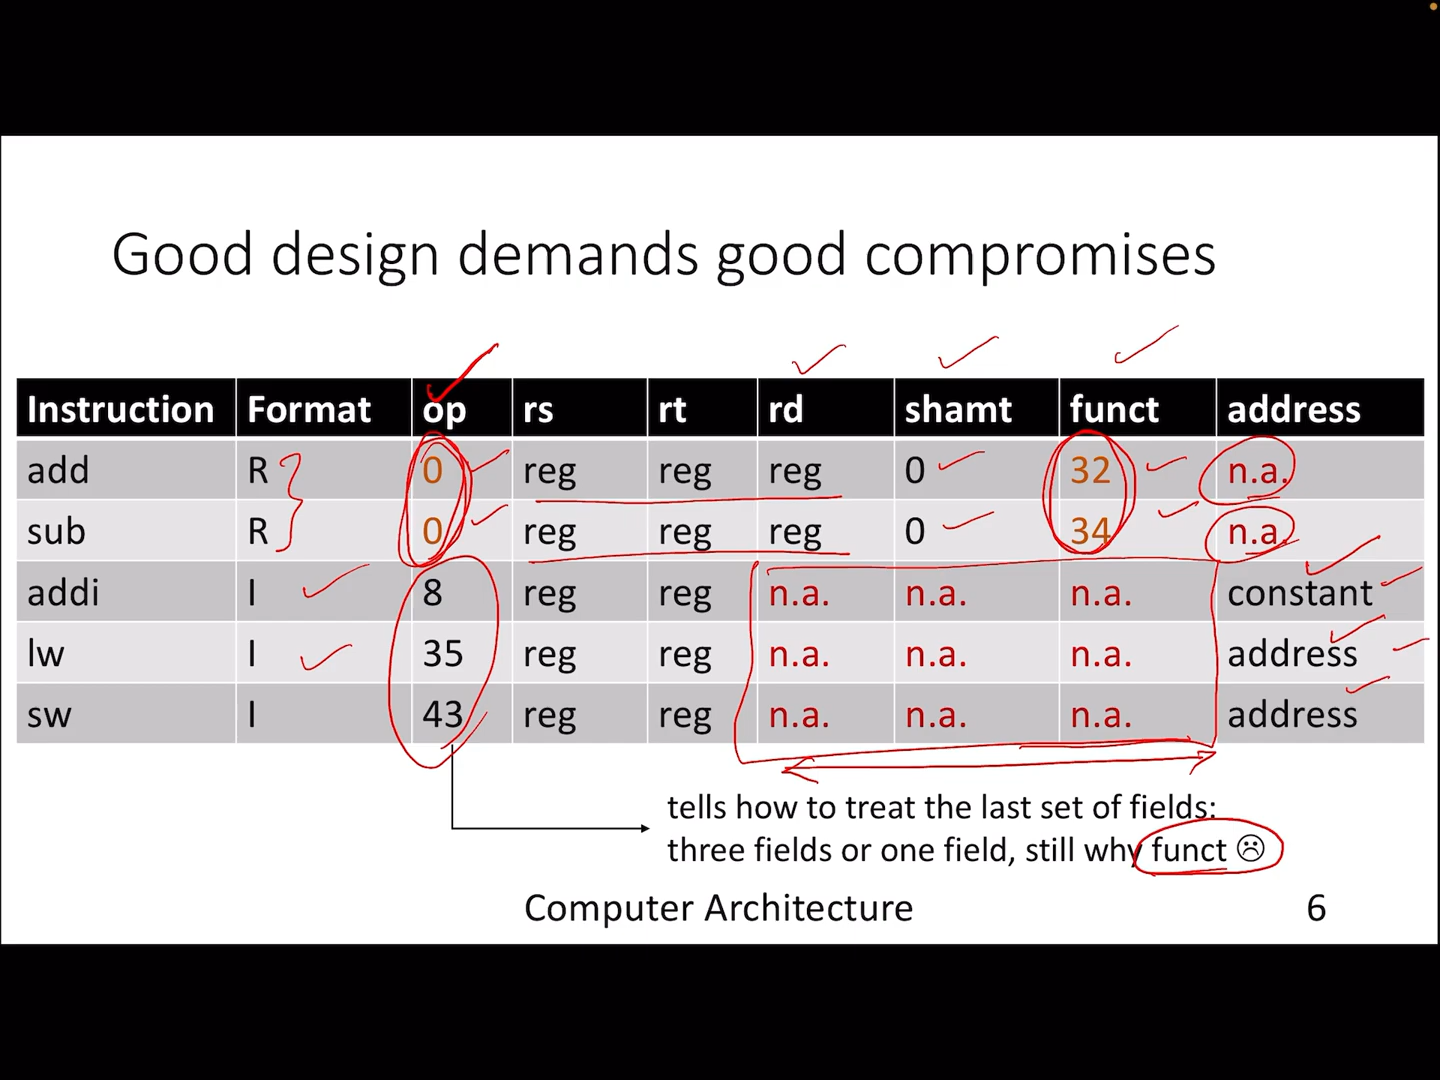 Good design demands good compromises
Instruction Format op rs rt rd shamt funct address
add R 0 reg reg reg 0 32 n.a.
sub R 0 reg reg reg 0 34 n.a.
addi I 8 reg reg n.a. n.a. n.a. constant
lw I 35 reg reg n.a. n.a. n.a. address
sw I 43 reg reg n.a. n.a. n.a. address
tells how to treat the last set of fields:
three fields or one field, still why funct ☹
Computer Architecture 6